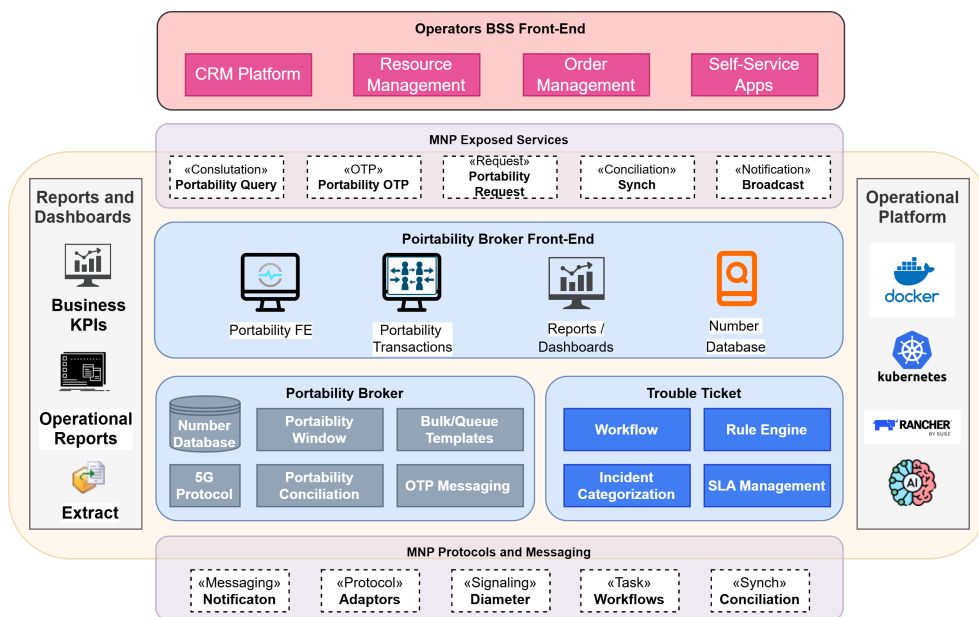 Operators BSS Front-End
CRM Platform
Resource
Management
Order
Management
Self-Service
Apps
MNP Exposed Services
«Conslutation»
Portability Query
«OTP»
Portability OTP
«Request»
Portability
Request
«Conciliation»
Synch
«Notification»
Broadcast
Reports and
Dashboards
Business
KPIs
Operational
Reports
Extract
Poirtability Broker Front-End
Portability FE
Portability
Transactions
Reports /
Dashboards
Number
Database
Operational
Platform
docker
kubernetes
RANCHER
BY SUSE
AI
Portability Broker
Number
Database
Portaiblity
Window
Bulk/Queue
Templates
5G
Protocol
Portability
Conciliation
OTP Messaging
Trouble Ticket
Workflow
Rule Engine
Incident
Categorization
SLA Management
MNP Protocols and Messaging
«Messaging»
Notificaton
«Protocol»
Adaptors
«Signaling»
Diameter
«Task»
Workflows
«Synch»
Conciliation